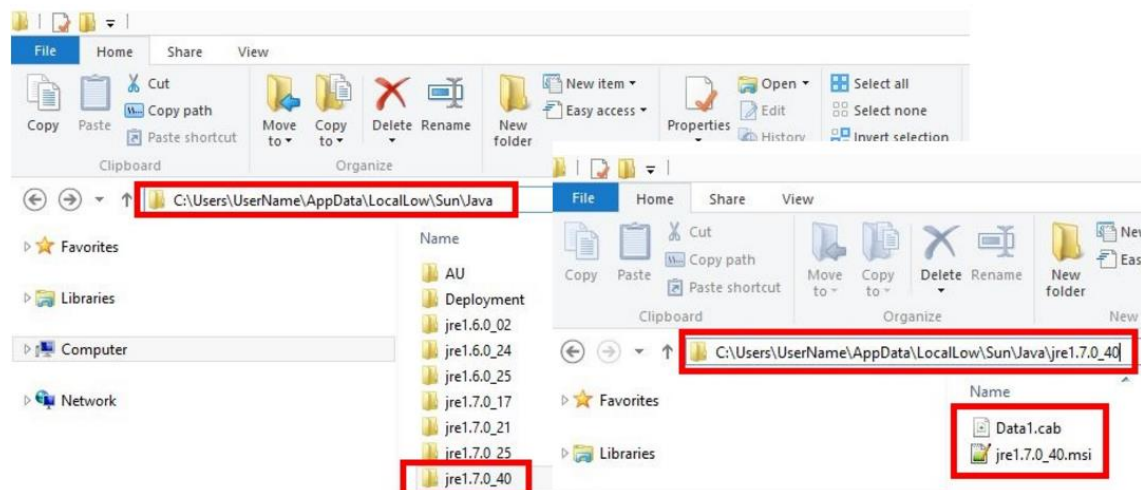 File Home Share View
Copy
Paste
Cut
Copy path
Paste shortcut
Clipboard
Move to
Copy to
Delete
Rename
Organize
New folder
New item
Easy access
Properties
Open
Edit
History
Select all
Select none
Invert selection
C:\Users\UserName\AppData\LocalLow\Sun\Java
Favorites
Libraries
Computer
Network
Name
AU
Deployment
jre1.6.0_02
jre1.6.0_24
jre1.6.0_25
jre1.7.0_17
jre1.7.0_21
jre1.7.0_25
jre1.7.0_40
File Home Share View
Copy
Paste
Cut
Copy path
Paste shortcut
Clipboard
Move to
Copy to
Delete
Rename
Organize
New folder
New
Eas
New
C:\Users\UserName\AppData\LocalLow\Sun\Java\jre1.7.0_40
Favorites
Libraries
Name
Data1.cab
jre1.7.0_40.msi